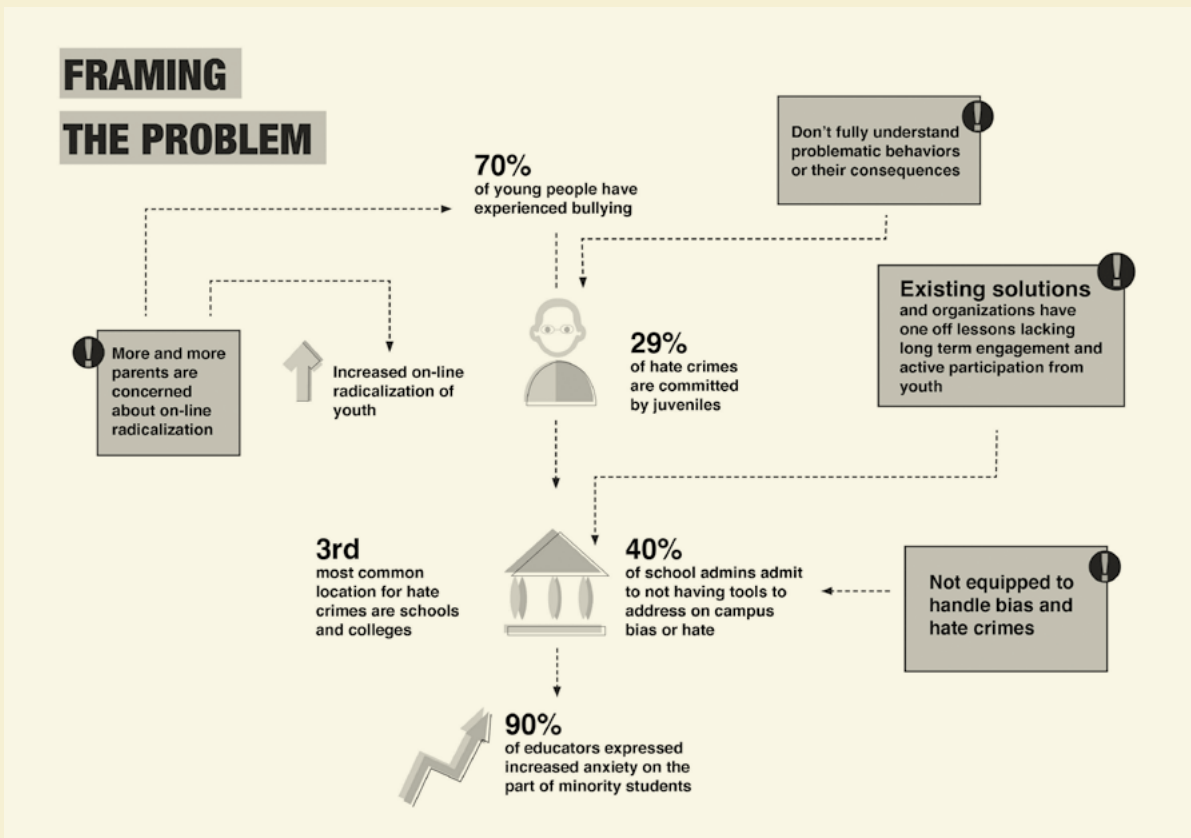 FRAMING
THE PROBLEM
70%
of young people have
experienced bullying
Don't fully understand
problematic behaviors
or their consequences
Existing solutions
and organizations have
one off lessons lacking
long term engagement and
active participation from
youth
More and more
parents are
concerned
about on-line
radicalization
Increased on-line
radicalization of
youth
29%
of hate crimes
are committed
by juveniles
3rd
most common
location for hate
crimes are schools
and colleges
40%
of school admins admit
to not having tools to
address on campus
bias or hate
Not equipped to
handle bias and
hate crimes
90%
of educators expressed
increased anxiety on the
part of minority students